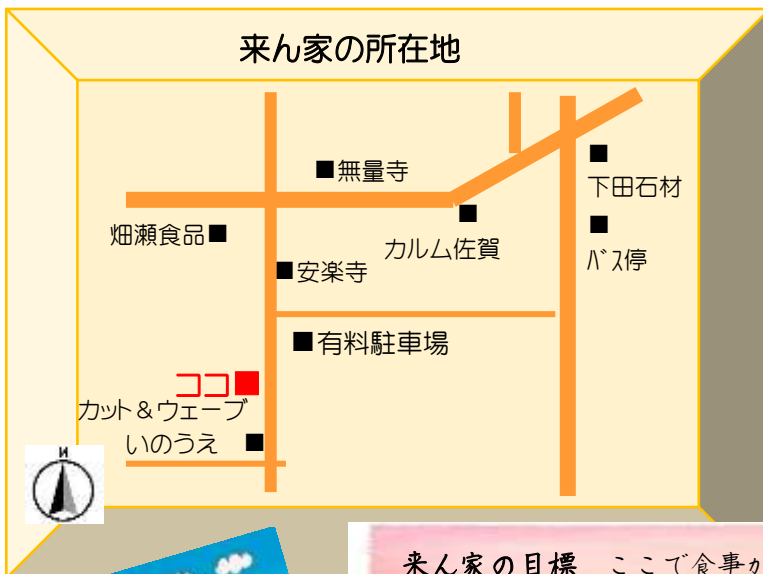 来ん家の所在地
■無量寺
■
下田石材
畑瀬食品■
■
カルム佐賀
■
バス停
■安楽寺
■有料駐車場
ココ■
カット&ウェーブ
いのうえ ■
N
来ん家の目標 ここで食事が